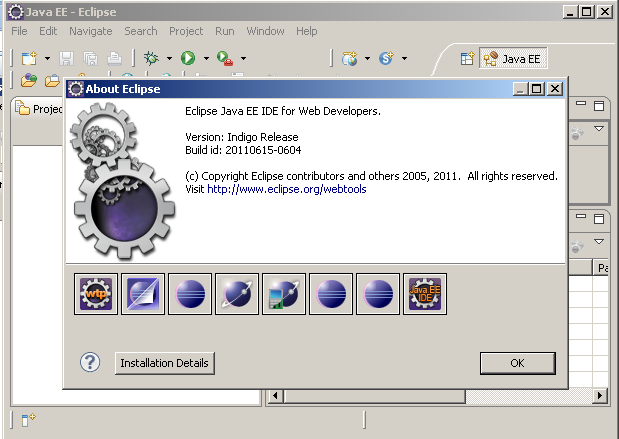 Java EE - Eclipse
File Edit Navigate Search Project Run Window Help
Java EE
Projec
About Eclipse
Eclipse Java EE IDE for Web Developers.
Version: Indigo Release
Build id: 20110615-0604
(c) Copyright Eclipse contributors and others 2005, 2011.  All rights reserved.
Visit http://www.eclipse.org/webtools
Pa
wtp
Java EE
IDE
Installation Details
OK